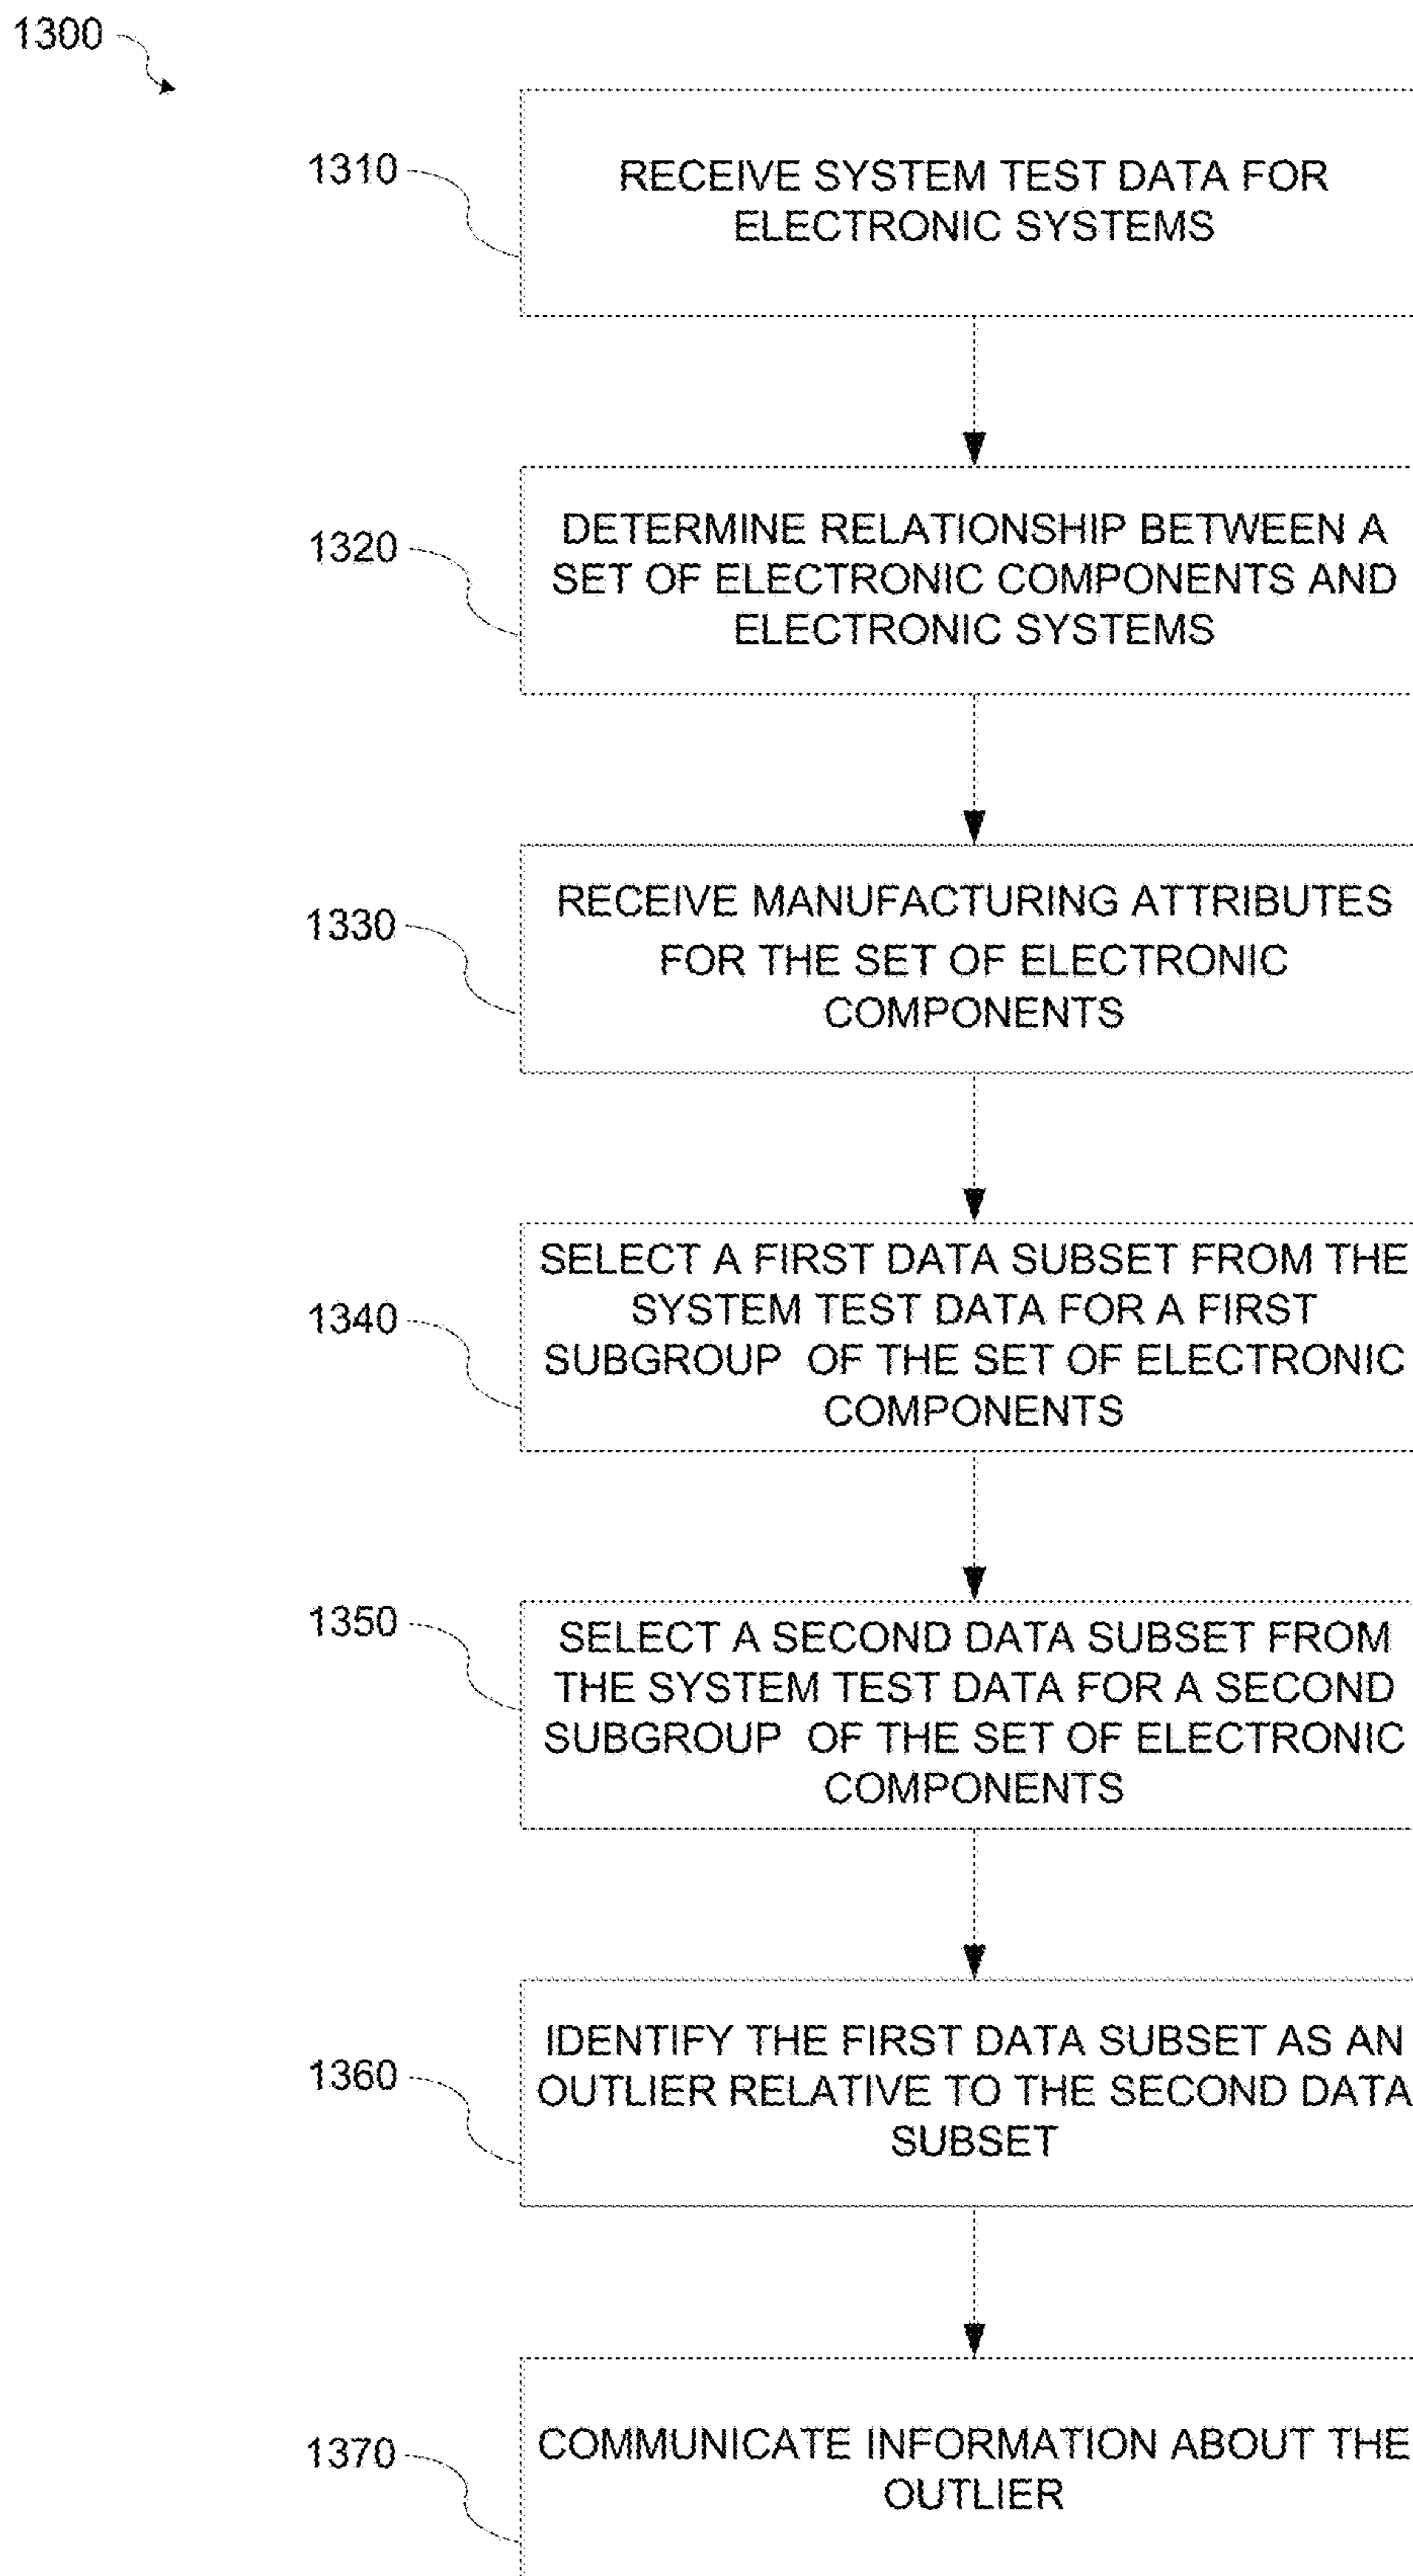 1300
1310
RECEIVE SYSTEM TEST DATA FOR
ELECTRONIC SYSTEMS
1320
DETERMINE RELATIONSHIP BETWEEN A
SET OF ELECTRONIC COMPONENTS AND
ELECTRONIC SYSTEMS
1330
RECEIVE MANUFACTURING ATTRIBUTES
FOR THE SET OF ELECTRONIC
COMPONENTS
1340
SELECT A FIRST DATA SUBSET FROM THE
SYSTEM TEST DATA FOR A FIRST
SUBGROUP OF THE SET OF ELECTRONIC
COMPONENTS
1350
SELECT A SECOND DATA SUBSET FROM
THE SYSTEM TEST DATA FOR A SECOND
SUBGROUP OF THE SET OF ELECTRONIC
COMPONENTS
1360
IDENTIFY THE FIRST DATA SUBSET AS AN
OUTLIER RELATIVE TO THE SECOND DATA
SUBSET
1370
COMMUNICATE INFORMATION ABOUT THE
OUTLIER